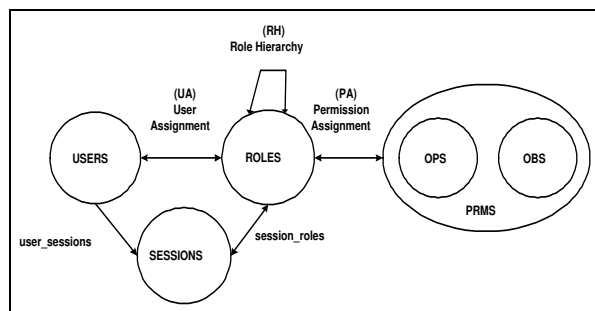 (RH)
Role Hierarchy
(UA)
User
Assignment
(PA)
Permission
Assignment
USERS
ROLES
OPS
OBS
PRMS
user_sessions
session_roles
SESSIONS